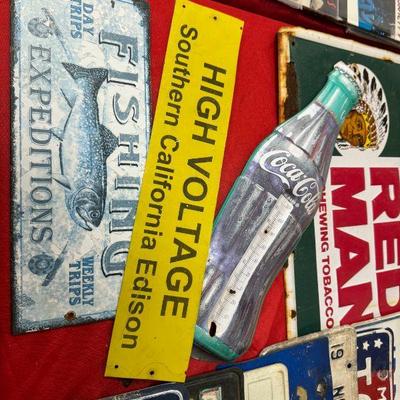 DAY
TRIPS
FISHING
EXPEDITIONS
WEEKLY
TRIPS
HIGH VOLTAGE
Southern California Edison
Coca-Cola
RED
MAN
CHEWING TOBACCO